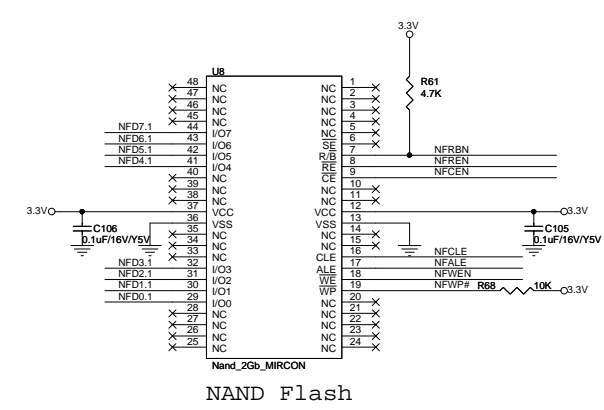 3.3V
R61
4.7K
U8
48 NC NC 1
47 NC NC 2
46 NC NC 3
45 NC NC 4
NFD7.1 44 I/O7 NC 5
NFD6.1 43 I/O6 SE 6
NFD5.1 42 I/O5 R/B 7 NFRBN
NFD4.1 41 I/O4 RE 8 NFREN
40 NC CE 9 NFCEN
39 NC NC 10
38 NC NC 11
3.3V 37 VCC VCC 12 3.3V
C106 36 VSS VSS 13 C105
0.1uF/16V/Y5V 35 NC NC 14 0.1uF/16V/Y5V
34 NC NC 15
33 NC CLE 16 NFCLE
NFD3.1 32 I/O3 ALE 17 NFALE
NFD2.1 31 I/O2 WE 18 NFWEN
NFD1.1 30 I/O1 WP 19 NFWP# R68 10K 3.3V
NFD0.1 29 I/O0 NC 20
28 NC NC 21
27 NC NC 22
26 NC NC 23
25 NC NC 24
Nand_2Gb_MIRCON
NAND Flash